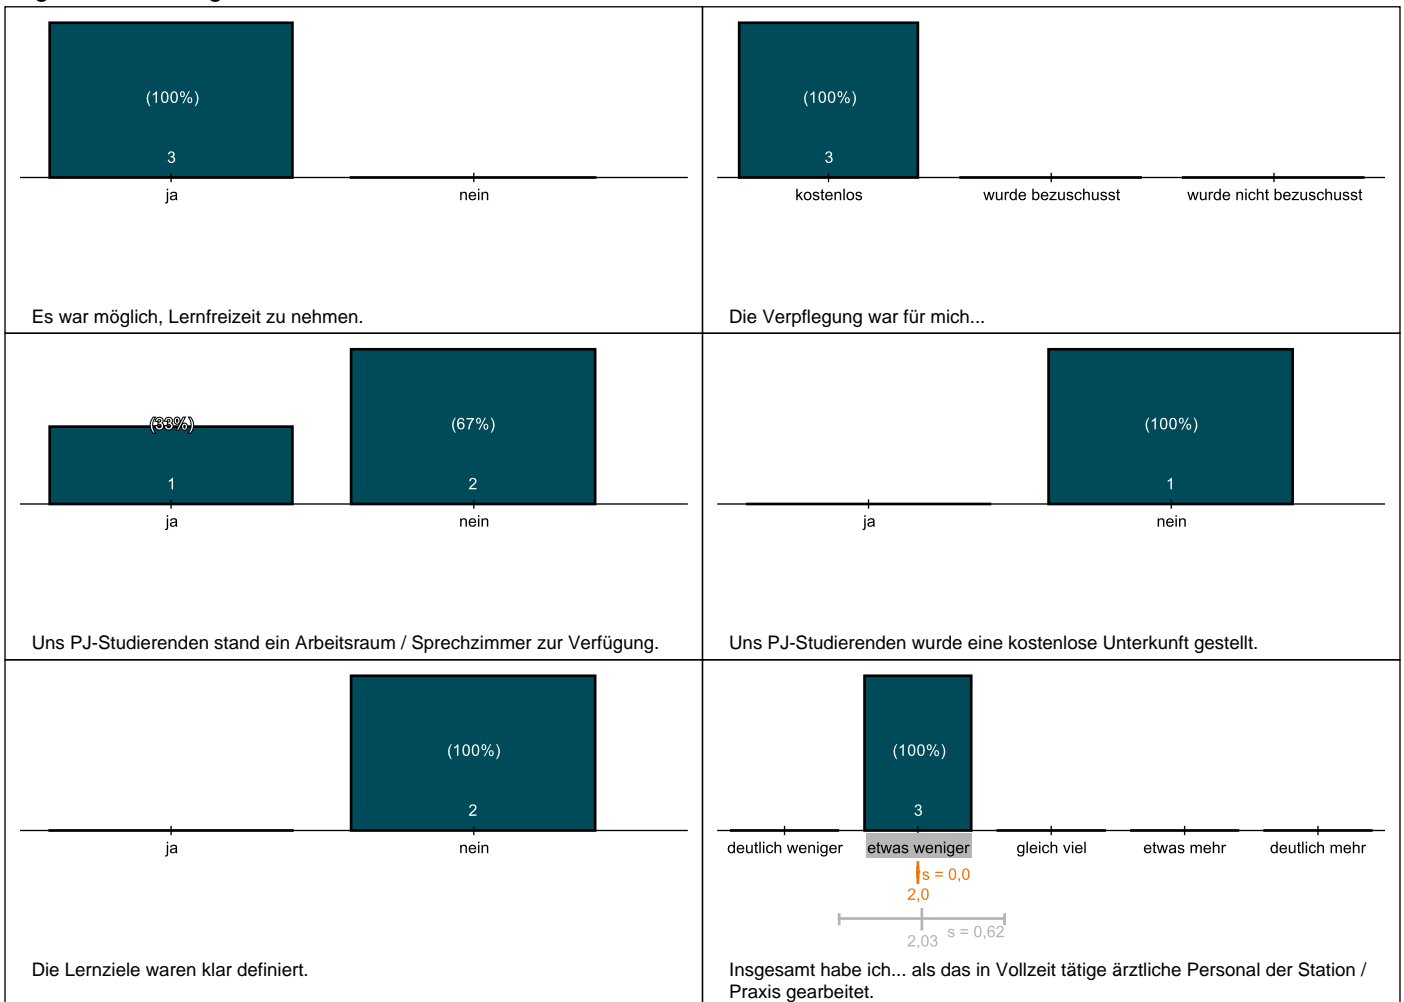 (100%)
3
ja
nein
Es war möglich, Lernfreizeit zu nehmen.
(100%)
3
kostenlos
wurde bezuschusst
wurde nicht bezuschusst
Die Verpflegung war für mich...
(33%)
(67%)
1
2
ja
nein
Uns PJ-Studierenden stand ein Arbeitsraum / Sprechzimmer zur Verfügung.
(100%)
1
ja
nein
Uns PJ-Studierenden wurde eine kostenlose Unterkunft gestellt.
(100%)
2
ja
nein
Die Lernziele waren klar definiert.
(100%)
3
deutlich weniger
etwas weniger
gleich viel
etwas mehr
deutlich mehr
s = 0,0
2,0
s = 0,62
2,03
Insgesamt habe ich... als das in Vollzeit tätige ärztliche Personal der Station /
Praxis gearbeitet.